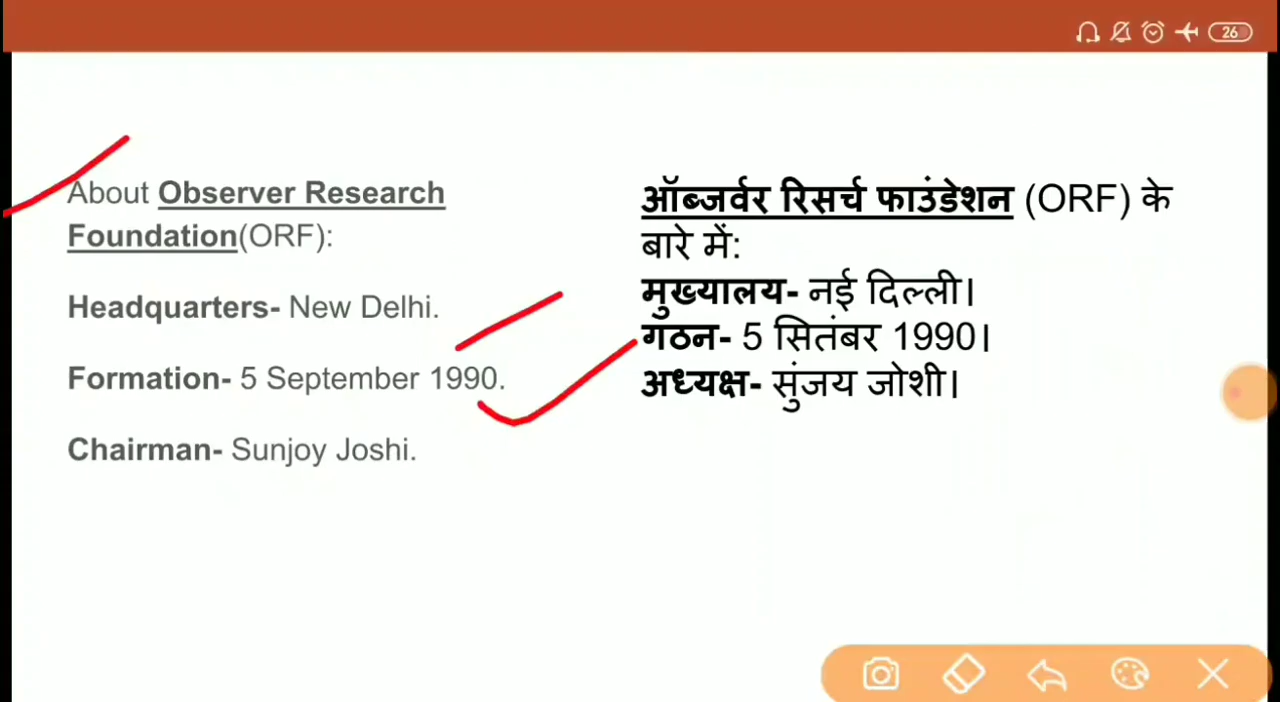 26
About Observer Research
Foundation(ORF):
Headquarters- New Delhi.
Formation- 5 September 1990.
Chairman- Sunjoy Joshi.
ऑब्जर्वर रिसर्च फाउंडेशन (ORF) के
बारे में:
मुख्यालय- नई दिल्ली।
गठन- 5 सितंबर 1990।
अध्यक्ष- सुंजय जोशी।